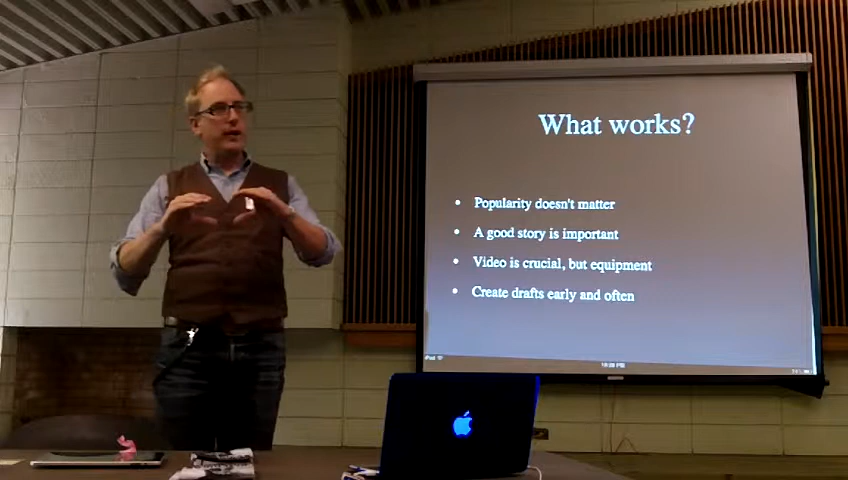 What works?
Popularity doesn't matter
A good story is important
Video is crucial, but equipment
Create drafts early and often
iPad